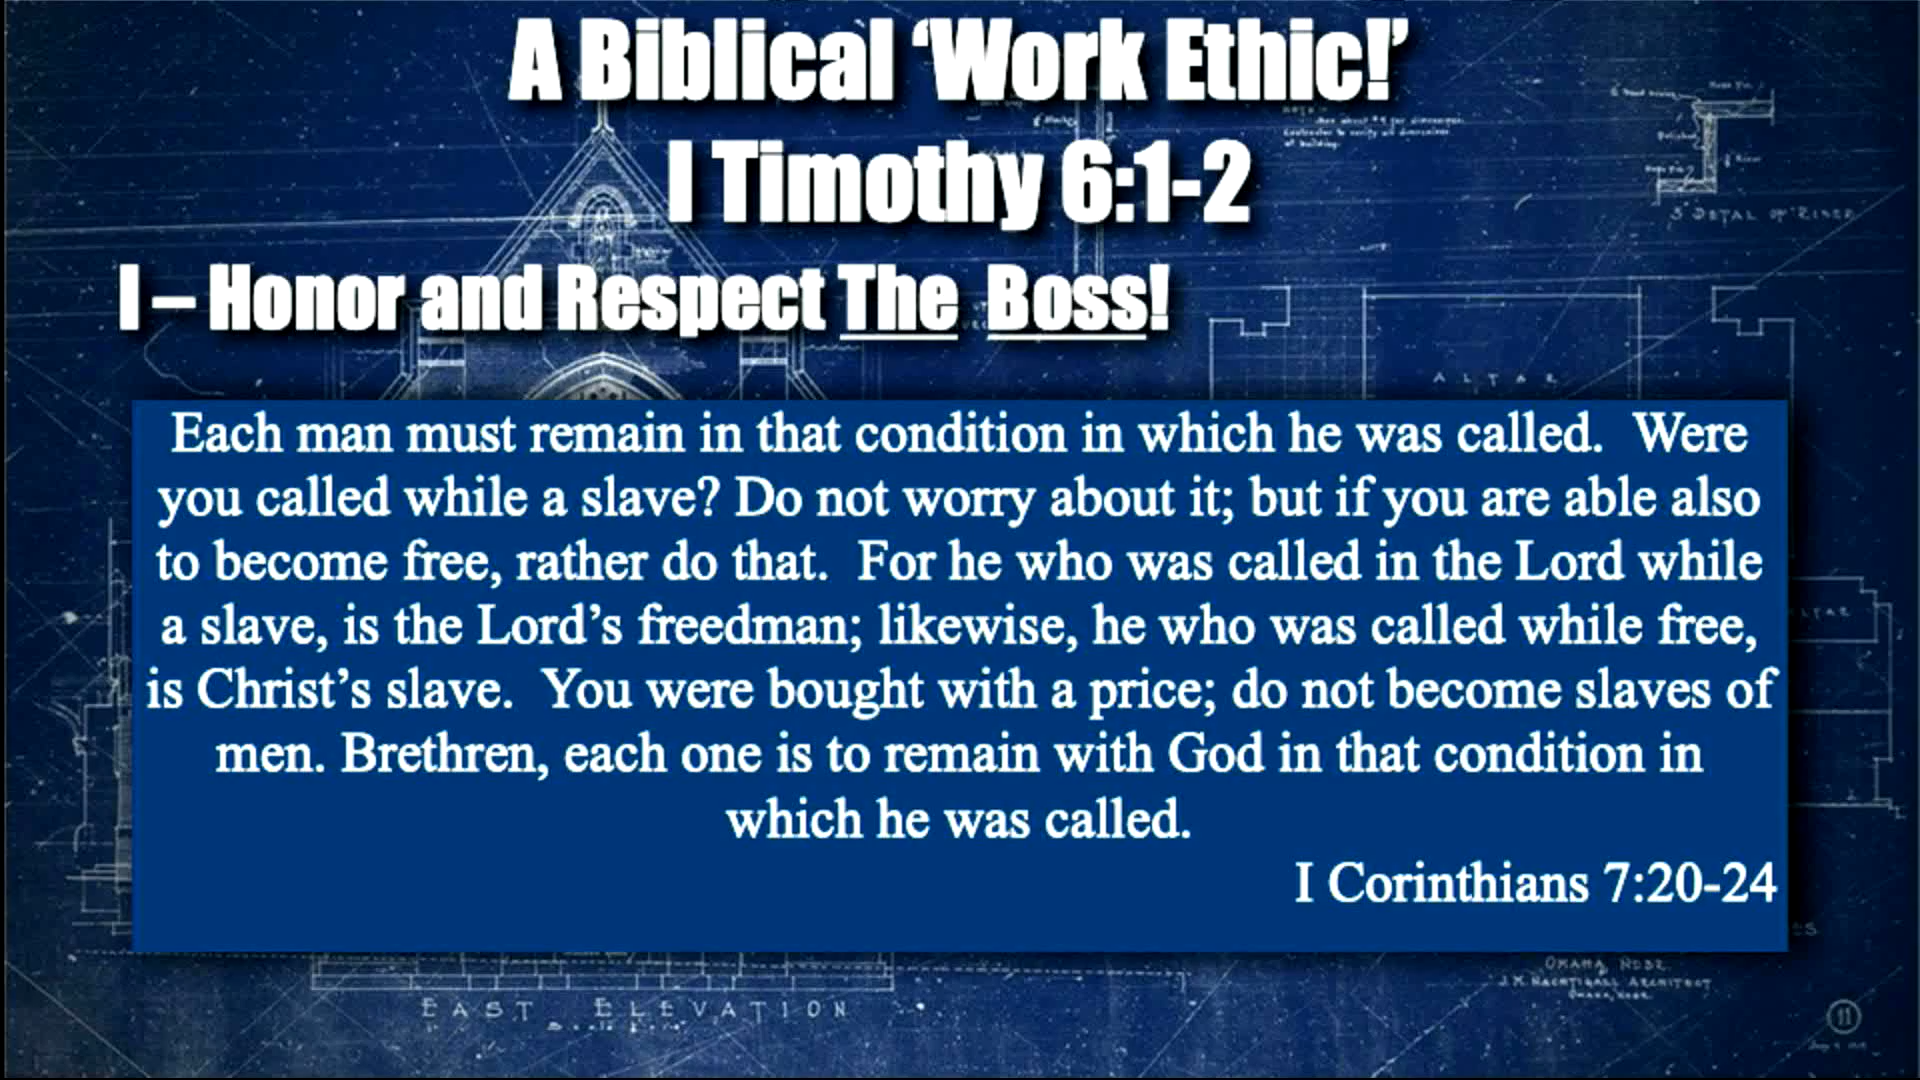 A Biblical ‘Work Ethic!’
I Timothy 6:1-2
I – Honor and Respect The Boss!
Each man must remain in that condition in which he was called. Were
you called while a slave? Do not worry about it; but if you are able also
to become free, rather do that. For he who was called in the Lord while
a slave, is the Lord’s freedman; likewise, he who was called while free,
is Christ’s slave. You were bought with a price; do not become slaves of
men. Brethren, each one is to remain with God in that condition in
which he was called.
I Corinthians 7:20-24
ALTAR
EAST ELEVATION
11